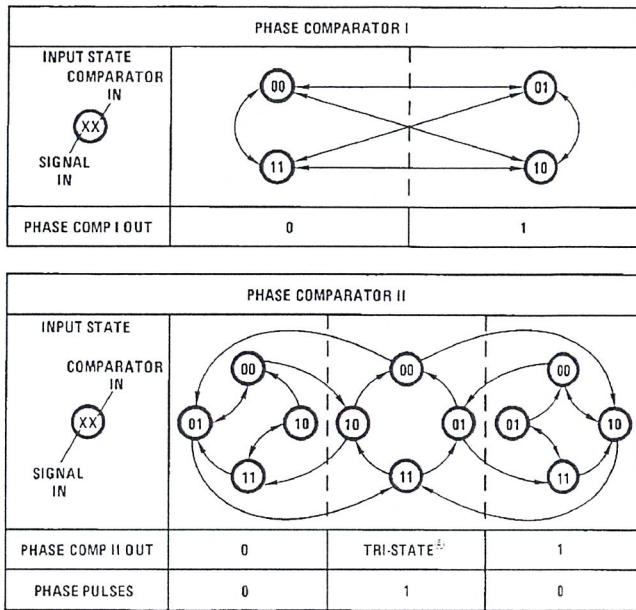 PHASE COMPARATOR I
INPUT STATE
COMPARATOR
IN
XX
SIGNAL
IN
00
01
11
10
PHASE COMP I OUT
0
1
PHASE COMPARATOR II
INPUT STATE
COMPARATOR
IN
XX
SIGNAL
IN
00
01
10
11
00
10
01
11
00
01
10
11
PHASE COMP II OUT
0
TRI-STATE
1
PHASE PULSES
0
1
0